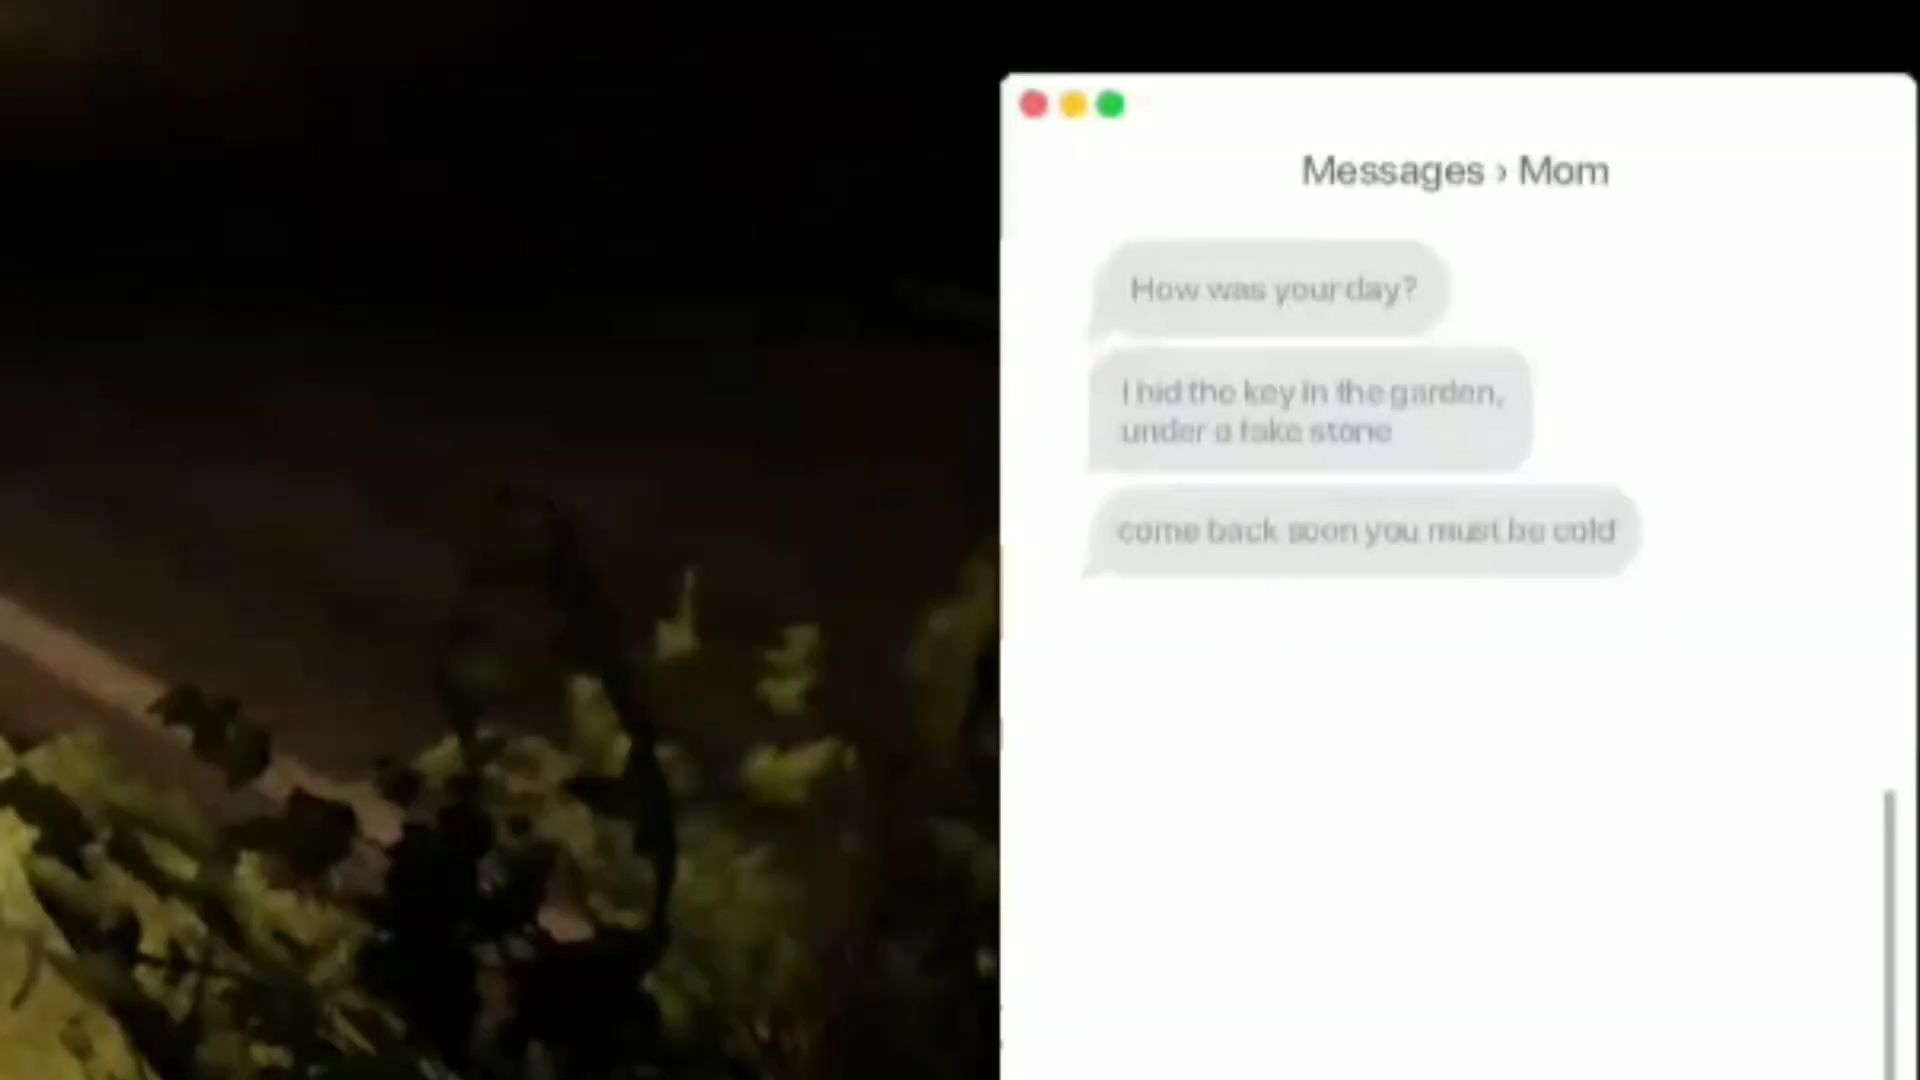 Messages › Mom
How was your day?
I hid the key in the garden,
under a fake stone
come back soon you must be cold